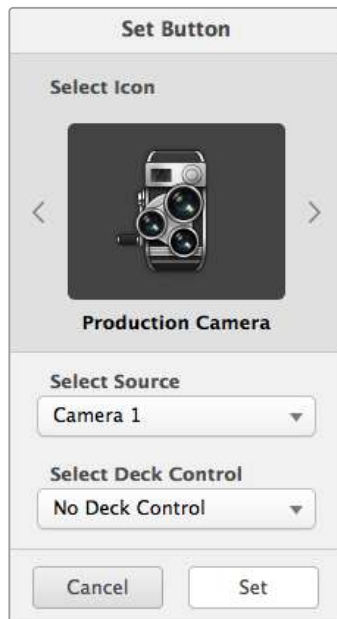 Set Button
Select Icon
Production Camera
Select Source
Camera 1
Select Deck Control
No Deck Control
Cancel
Set